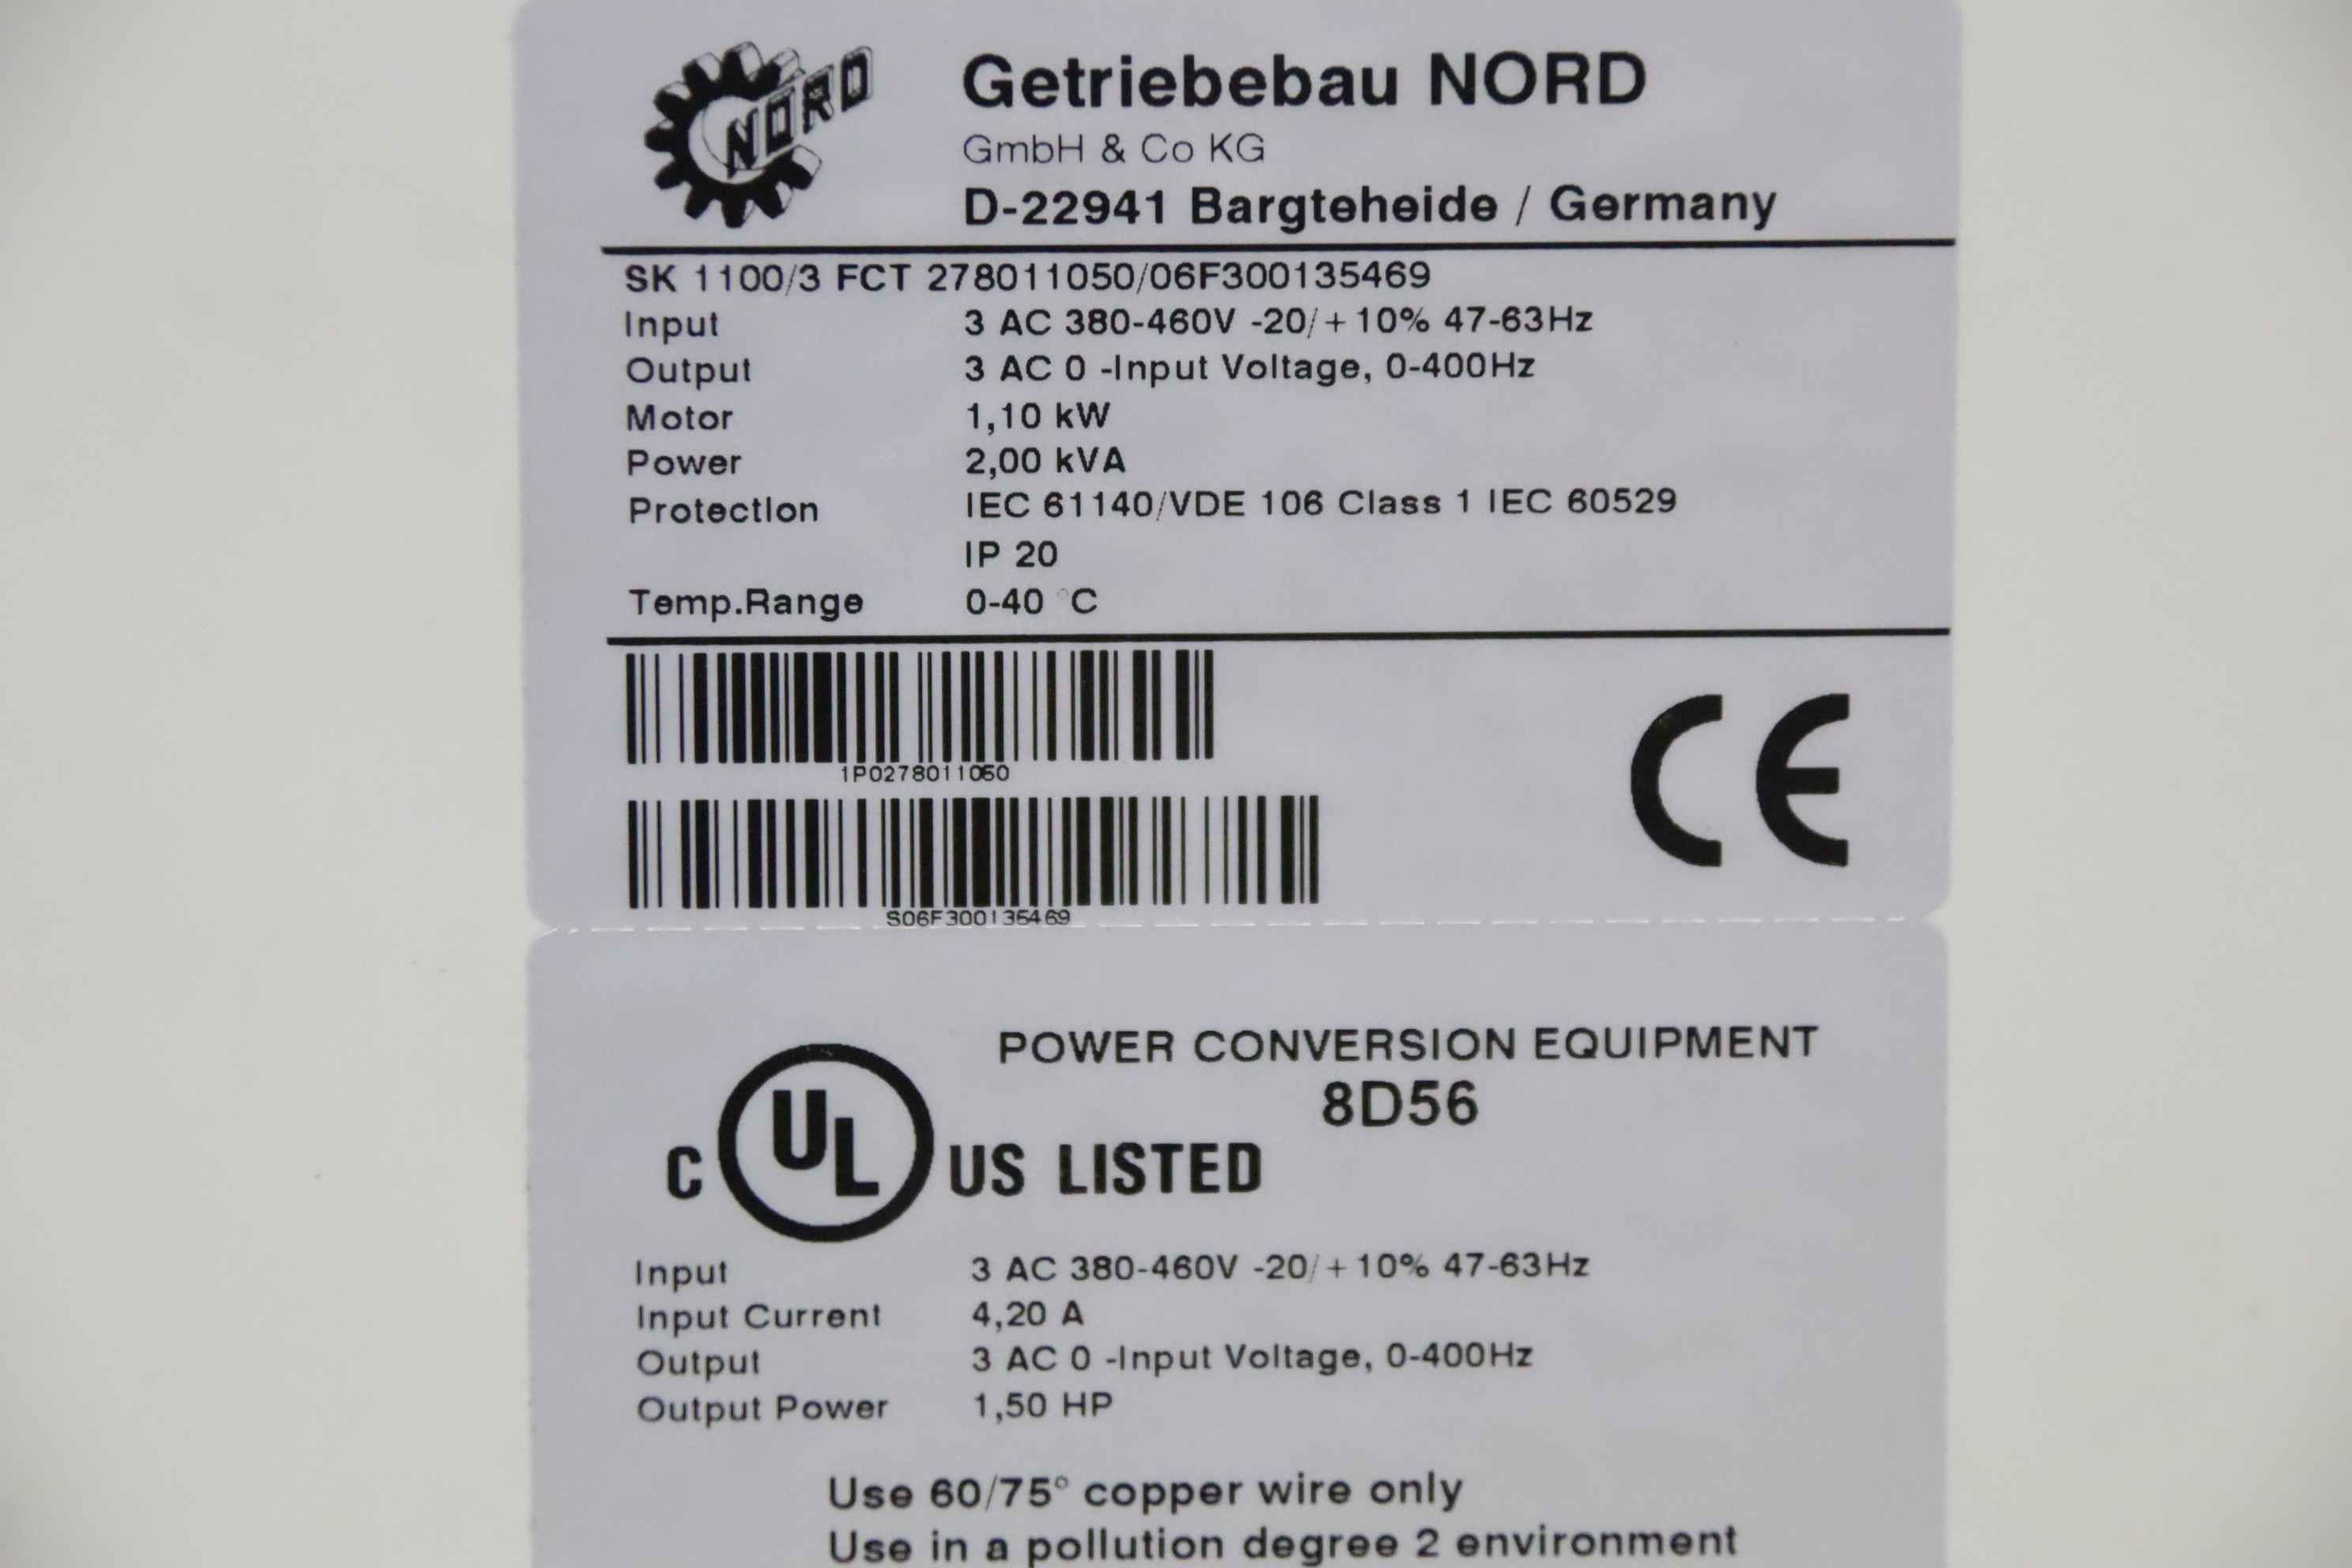 NORD
Getriebebau NORD
GmbH & Co KG
D-22941 Bargteheide / Germany
SK 1100/3 FCT 278011050/06F300135469
Input 3 AC 380-460V -20/+10% 47-63Hz
Output 3 AC 0 -Input Voltage, 0-400Hz
Motor 1,10 kW
Power 2,00 kVA
Protection IEC 61140/VDE 106 Class 1 IEC 60529
IP 20
Temp.Range 0-40 °C
1P0278011050
CE
S06F300135469
POWER CONVERSION EQUIPMENT
8D56
C UL US LISTED
Input 3 AC 380-460V -20/+10% 47-63Hz
Input Current 4,20 A
Output 3 AC 0 -Input Voltage, 0-400Hz
Output Power 1,50 HP
Use 60/75° copper wire only
Use in a pollution degree 2 environment